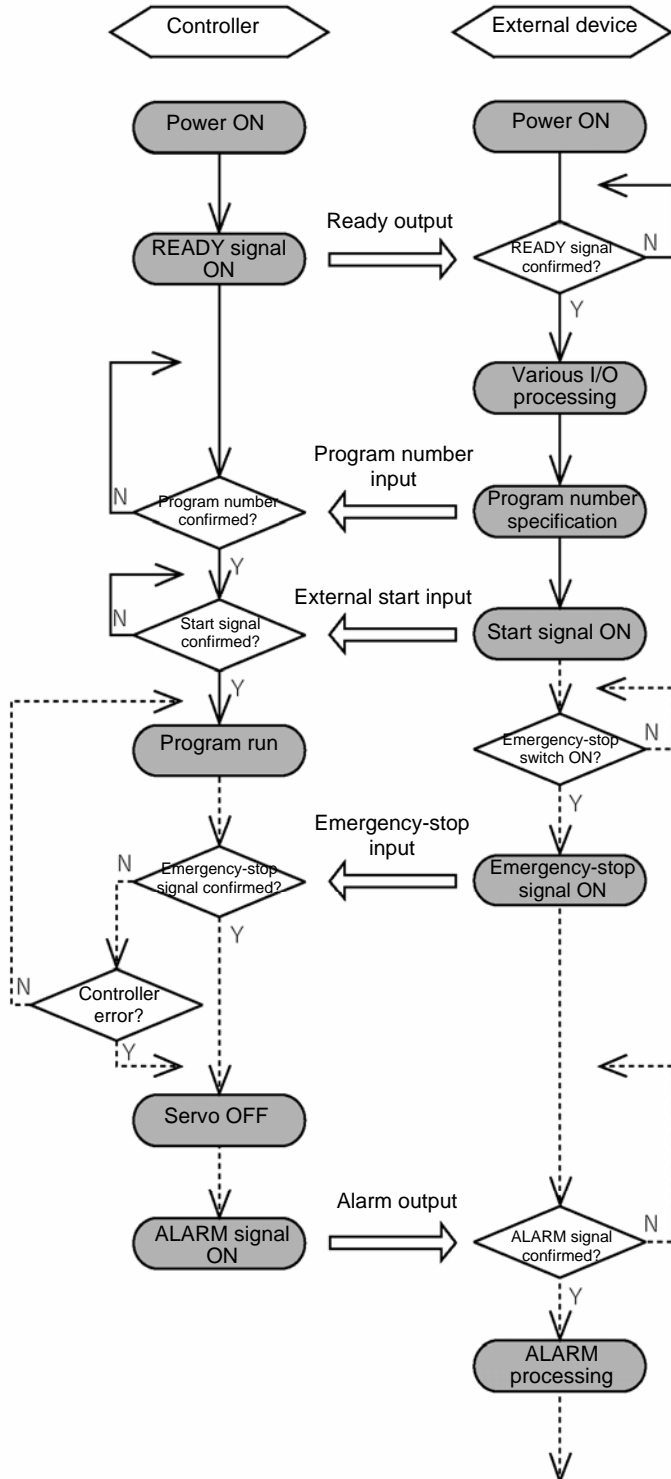 Controller
External device
Power ON
Power ON
Ready output
READY signal
ON
READY signal
confirmed?
N
Y
Various I/O
processing
Program number
input
N
Program number
confirmed?
Program number
specification
Y
External start input
N
Start signal
confirmed?
Start signal ON
Y
Program run
Emergency-stop
switch ON?
N
Y
Emergency-stop
input
N
Emergency-stop
signal confirmed?
Emergency-stop
signal ON
Y
N
Controller
error?
Y
Servo OFF
Alarm output
ALARM signal
ON
ALARM signal
confirmed?
N
Y
ALARM
processing